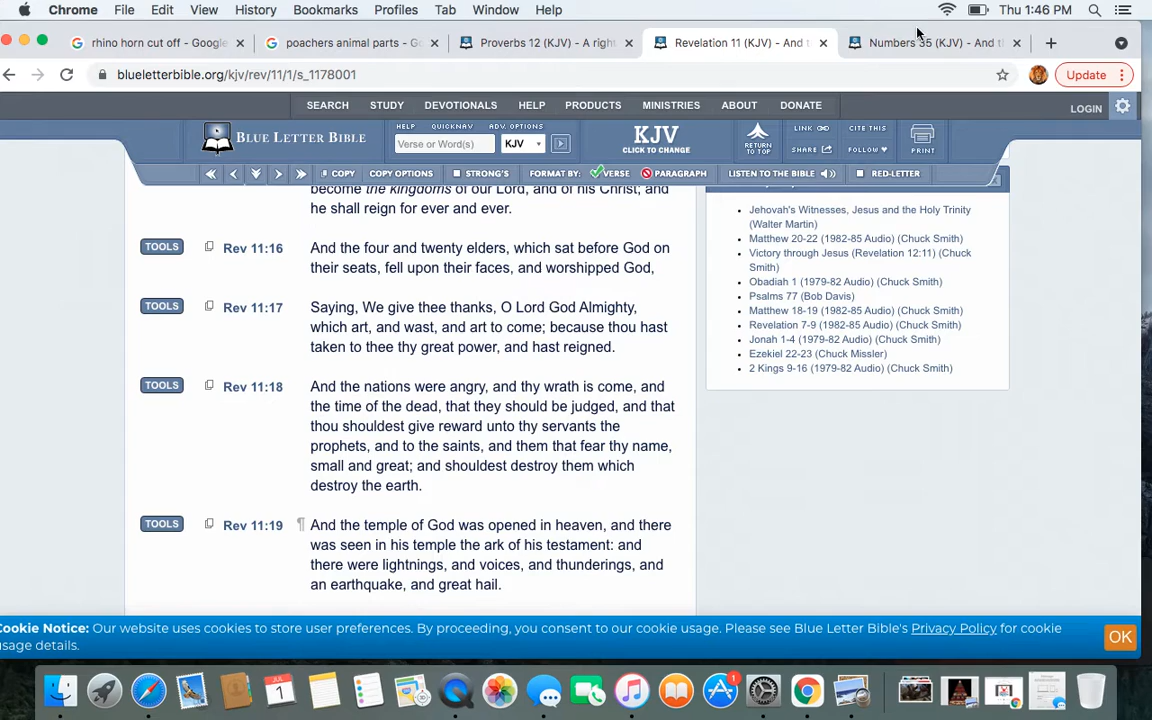 Chrome File Edit View History Bookmarks Profiles Tab Window Help Thu 1:46 PM
rhino horn cut off - Google poachers animal parts - Go Proverbs 12 (KJV) - A right Revelation 11 (KJV) - And t Numbers 35 (KJV) - And th
blueletterbible.org/kjv/rev/11/1/s_1178001 Update
SEARCH STUDY DEVOTIONALS HELP PRODUCTS MINISTRIES ABOUT DONATE LOGIN
HELP QUICKNAV ADV. OPTIONS
BLUE LETTER BIBLE Verse or Word(s) KJV KJV CLICK TO CHANGE RETURN TO TOP LINK CITE THIS SHARE FOLLOW PRINT
COPY COPY OPTIONS STRONG'S FORMAT BY: VERSE PARAGRAPH LISTEN TO THE BIBLE RED-LETTER
become the kingdoms of our Lord, and of his Christ; and
he shall reign for ever and ever.
TOOLS Rev 11:16 And the four and twenty elders, which sat before God on
their seats, fell upon their faces, and worshipped God,
TOOLS Rev 11:17 Saying, We give thee thanks, O Lord God Almighty,
which art, and wast, and art to come; because thou hast
taken to thee thy great power, and hast reigned.
TOOLS Rev 11:18 And the nations were angry, and thy wrath is come, and
the time of the dead, that they should be judged, and that
thou shouldest give reward unto thy servants the
prophets, and to the saints, and them that fear thy name,
small and great; and shouldest destroy them which
destroy the earth.
TOOLS Rev 11:19 ¶ And the temple of God was opened in heaven, and there
was seen in his temple the ark of his testament: and
there were lightnings, and voices, and thunderings, and
an earthquake, and great hail.
Jehovah's Witnesses, Jesus and the Holy Trinity
(Walter Martin)
Matthew 20-22 (1982-85 Audio) (Chuck Smith)
Victory through Jesus (Revelation 12:11) (Chuck
Smith)
Obadiah 1 (1979-82 Audio) (Chuck Smith)
Psalms 77 (Bob Davis)
Matthew 18-19 (1982-85 Audio) (Chuck Smith)
Revelation 7-9 (1982-85 Audio) (Chuck Smith)
Jonah 1-4 (1979-82 Audio) (Chuck Smith)
Ezekiel 22-23 (Chuck Missler)
2 Kings 9-16 (1979-82 Audio) (Chuck Smith)
Cookie Notice: Our website uses cookies to store user preferences. By proceeding, you consent to our cookie usage. Please see Blue Letter Bible's Privacy Policy for cookie
usage details. OK
JUL
1
1